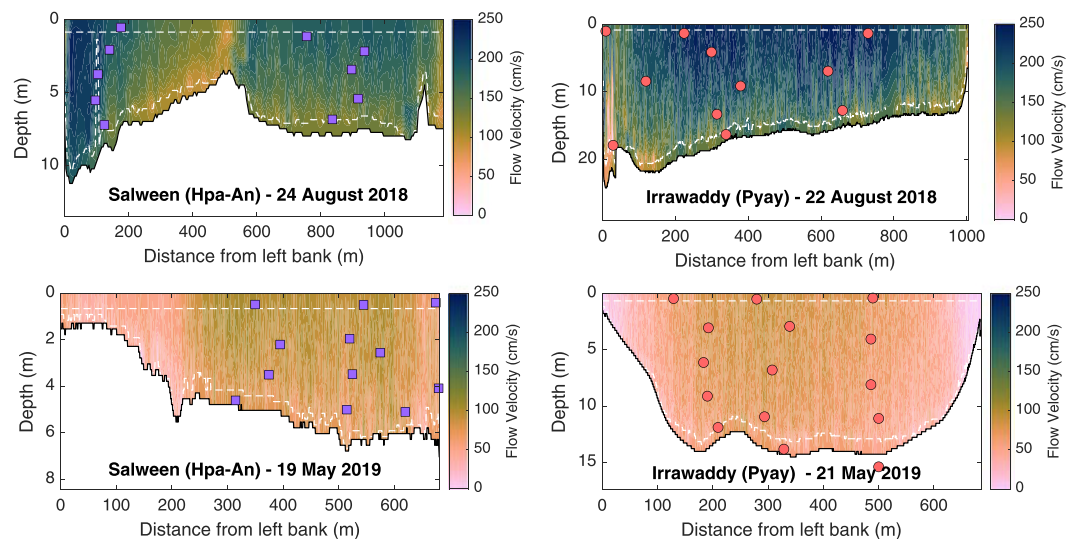 0
5
10
Depth (m)
Salween (Hpa-An) - 24 August 2018
0 200 400 600 800 1000
Distance from left bank (m)
250
200
150
100
50
0
Flow Velocity (cm/s)
0
10
20
Depth (m)
Irrawaddy (Pyay) - 22 August 2018
0 200 400 600 800 1000
Distance from left bank (m)
250
200
150
100
50
0
Flow Velocity (cm/s)
0
2
4
6
8
Depth (m)
Salween (Hpa-An) - 19 May 2019
0 100 200 300 400 500 600
Distance from left bank (m)
250
200
150
100
50
0
Flow Velocity (cm/s)
0
5
10
15
Depth (m)
Irrawaddy (Pyay) - 21 May 2019
0 100 200 300 400 500 600
Distance from left bank (m)
250
200
150
100
50
0
Flow Velocity (cm/s)